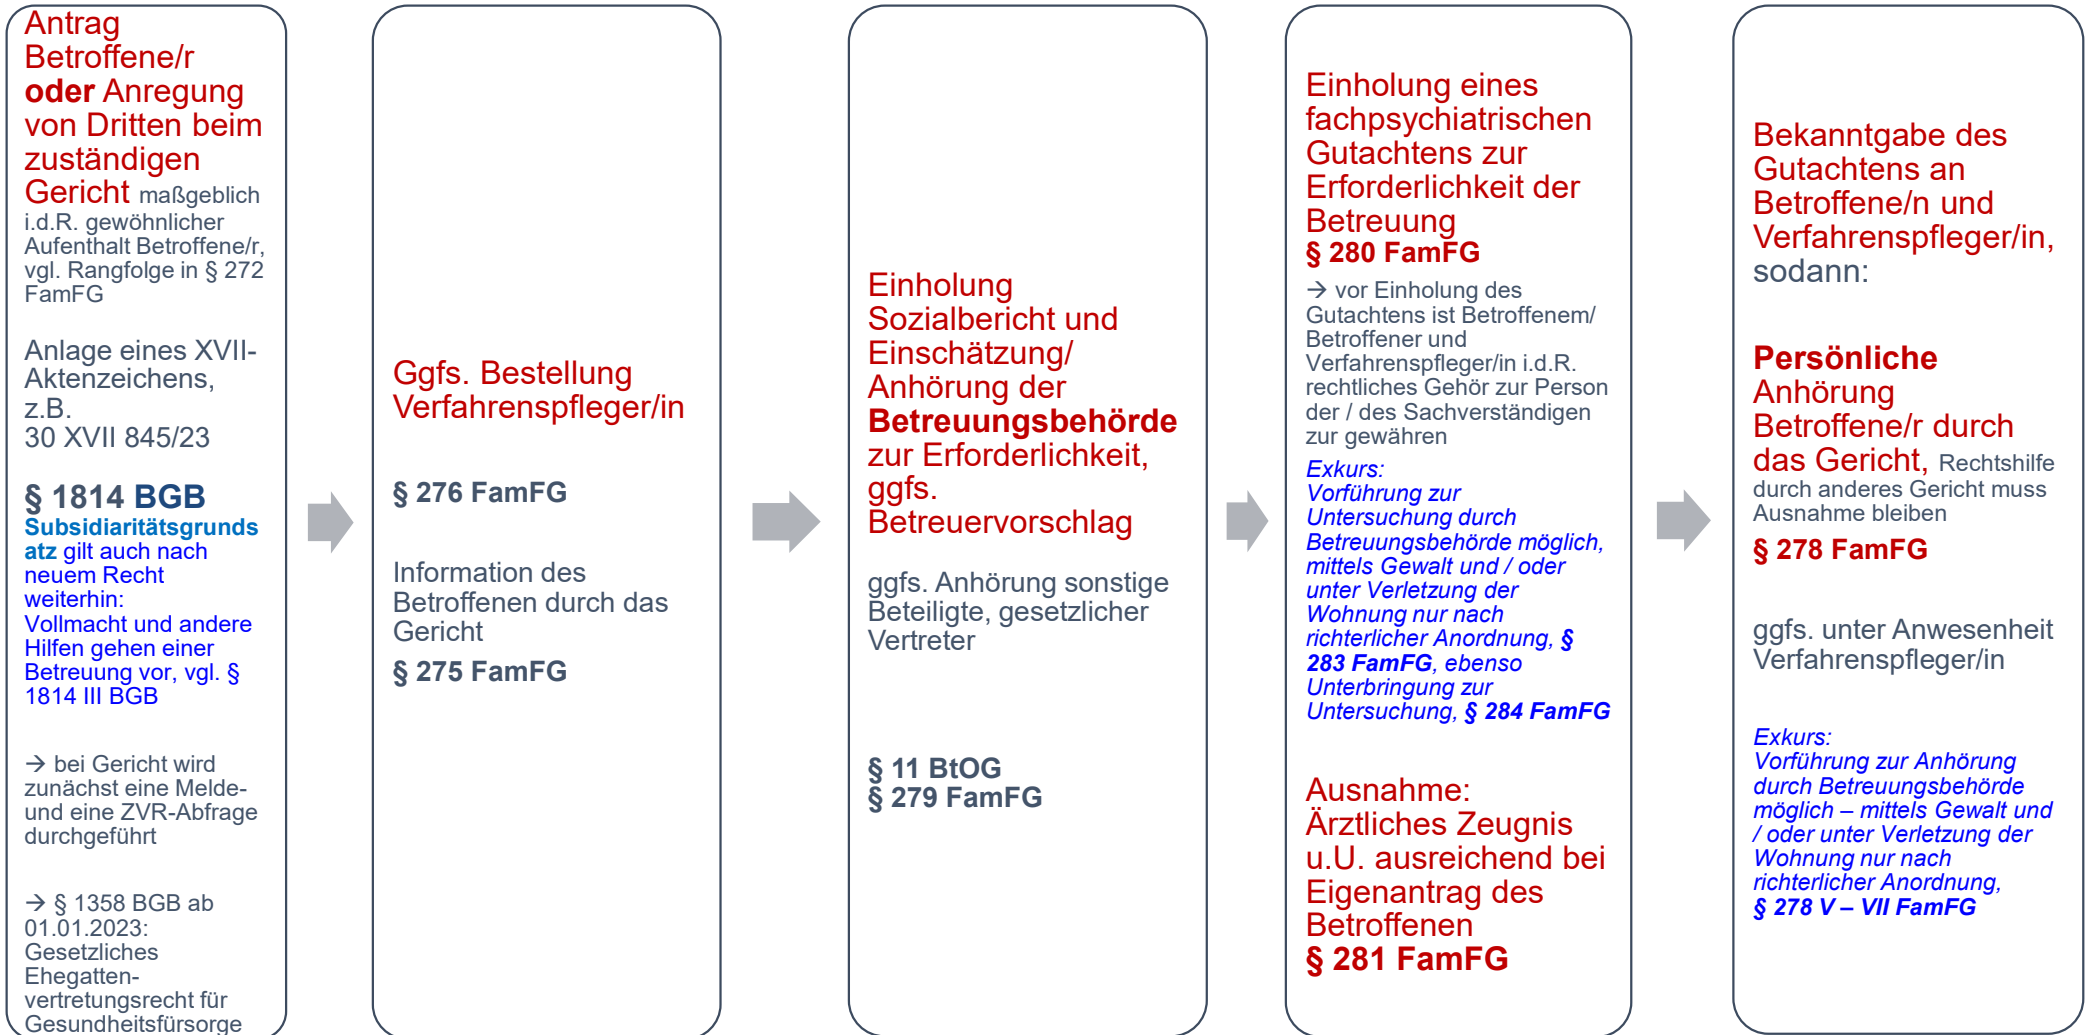 Antrag
Betroffene/r
oder Anregung
von Dritten beim
zuständigen
Gericht maßgeblich
i.d.R. gewöhnlicher
Aufenthalt Betroffene/r,
vgl. Rangfolge in § 272
FamFG
Anlage eines XVII-
Aktenzeichens,
z.B.
30 XVII 845/23
§ 1814 BGB
Subsidiaritätsgrunds
atz gilt auch nach
neuem Recht
weiterhin:
Vollmacht und andere
Hilfen gehen einer
Betreuung vor, vgl. §
1814 III BGB
→ bei Gericht wird
zunächst eine Melde-
und eine ZVR-Abfrage
durchgeführt
→ § 1358 BGB ab
01.01.2023:
Gesetzliches
Ehegatten-
vertretungsrecht für
Gesundheitsfürsorge
Ggfs. Bestellung
Verfahrenspfleger/in
§ 276 FamFG
Information des
Betroffenen durch das
Gericht
§ 275 FamFG
Einholung
Sozialbericht und
Einschätzung/
Anhörung der
Betreuungsbehörde
zur Erforderlichkeit,
ggfs.
Betreuervorschlag
ggfs. Anhörung sonstige
Beteiligte, gesetzlicher
Vertreter
§ 11 BtOG
§ 279 FamFG
Einholung eines
fachpsychiatrischen
Gutachtens zur
Erforderlichkeit der
Betreuung
§ 280 FamFG
→ vor Einholung des
Gutachtens ist Betroffenem/
Betroffener und
Verfahrenspfleger/in i.d.R.
rechtliches Gehör zur Person
der / des Sachverständigen
zur gewähren
Exkurs:
Vorführung zur
Untersuchung durch
Betreuungsbehörde möglich,
mittels Gewalt und / oder
unter Verletzung der
Wohnung nur nach
richterlicher Anordnung, §
283 FamFG, ebenso
Unterbringung zur
Untersuchung, § 284 FamFG
Ausnahme:
Ärztliches Zeugnis
u.U. ausreichend bei
Eigenantrag des
Betroffenen
§ 281 FamFG
Bekanntgabe des
Gutachtens an
Betroffene/n und
Verfahrenspfleger/in,
sodann:
Persönliche
Anhörung
Betroffene/r durch
das Gericht, Rechtshilfe
durch anderes Gericht muss
Ausnahme bleiben
§ 278 FamFG
ggfs. unter Anwesenheit
Verfahrenspfleger/in
Exkurs:
Vorführung zur Anhörung
durch Betreuungsbehörde
möglich – mittels Gewalt und
/ oder unter Verletzung der
Wohnung nur nach
richterlicher Anordnung,
§ 278 V – VII FamFG